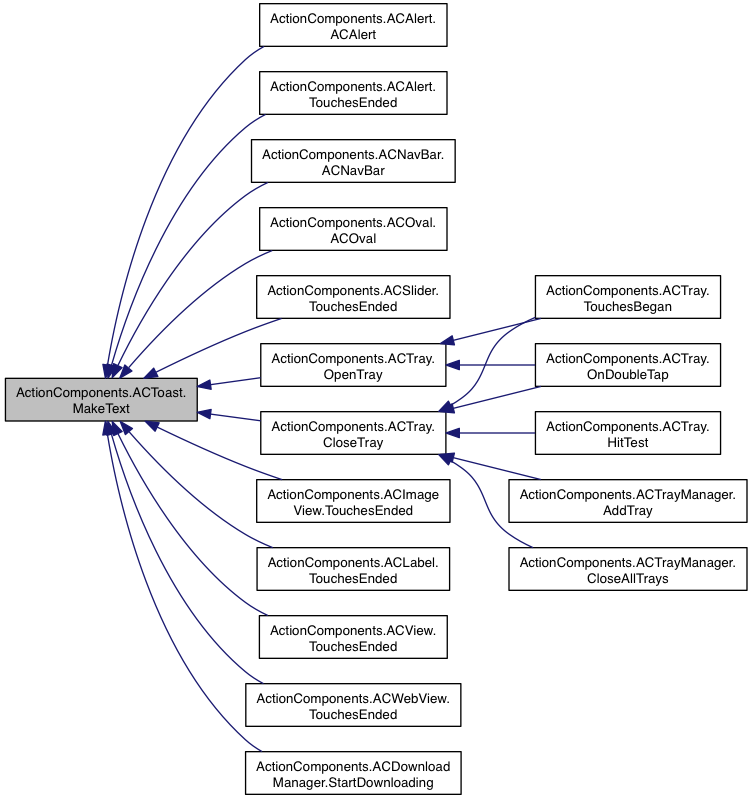 ActionComponents.ACAlert.
ACAlert
ActionComponents.ACAlert.
TouchesEnded
ActionComponents.ACNavBar.
ACNavBar
ActionComponents.ACOval.
ACOval
ActionComponents.ACSlider.
TouchesEnded
ActionComponents.ACTray.
TouchesBegan
ActionComponents.ACTray.
OpenTray
ActionComponents.ACTray.
OnDoubleTap
ActionComponents.ACToast.
MakeText
ActionComponents.ACTray.
CloseTray
ActionComponents.ACTray.
HitTest
ActionComponents.ACImage
View.TouchesEnded
ActionComponents.ACTrayManager.
AddTray
ActionComponents.ACLabel.
TouchesEnded
ActionComponents.ACTrayManager.
CloseAllTrays
ActionComponents.ACView.
TouchesEnded
ActionComponents.ACWebView.
TouchesEnded
ActionComponents.ACDownload
Manager.StartDownloading